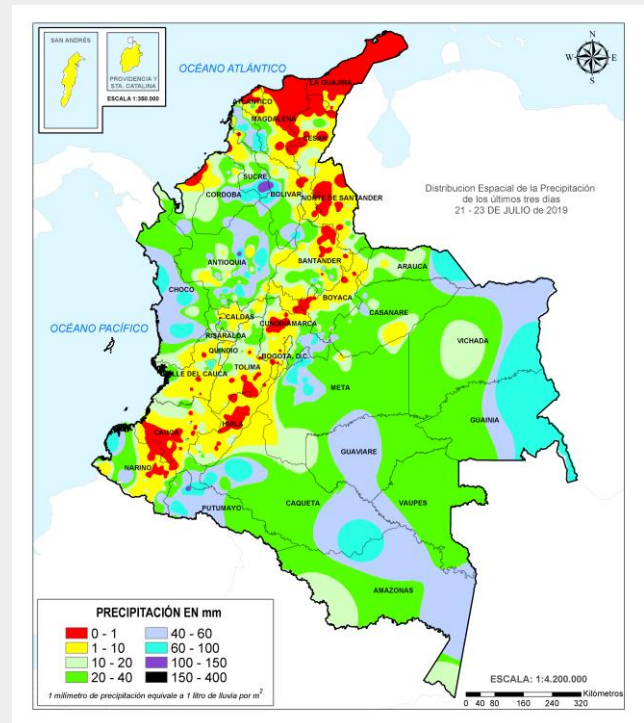 SAN ANDRÉS
PROVIDENCIA Y
STA. CATALINA
ESCALA 1:350.000
OCÉANO ATLÁNTICO
N
W
E
S
LA GUAJIRA
ATLANTICO
MAGDALENA
CESAR
SUCRE
CORDOBA
BOLIVAR
NORTE DE SANTANDER
Distribucion Espacial de la Precipitación
de los últimos tres días
21 - 23 DE JULIO de 2019
ANTIOQUIA
SANTANDER
ARAUCA
CHOCO
BOYACA
CASANARE
OCÉANO PACÍFICO
CALDAS
CUNDINAMARCA
RISARALDA
VICHADA
QUINDIO
BOGOTA, D.C.
TOLIMA
VALLE DEL CAUCA
META
HUILA
GUAINIA
CAUCA
GUAVIARE
NARIÑO
CAQUETA
VAUPES
PUTUMAYO
AMAZONAS
PRECIPITACIÓN EN mm
0 - 1
40 - 60
1 - 10
60 - 100
10 - 20
100 - 150
20 - 40
150 - 400
1 milímetro de precipitación equivale a 1 litro de lluvia por m²
ESCALA: 1:4.200.000
Kilómetros
0 40 80 160 240 320